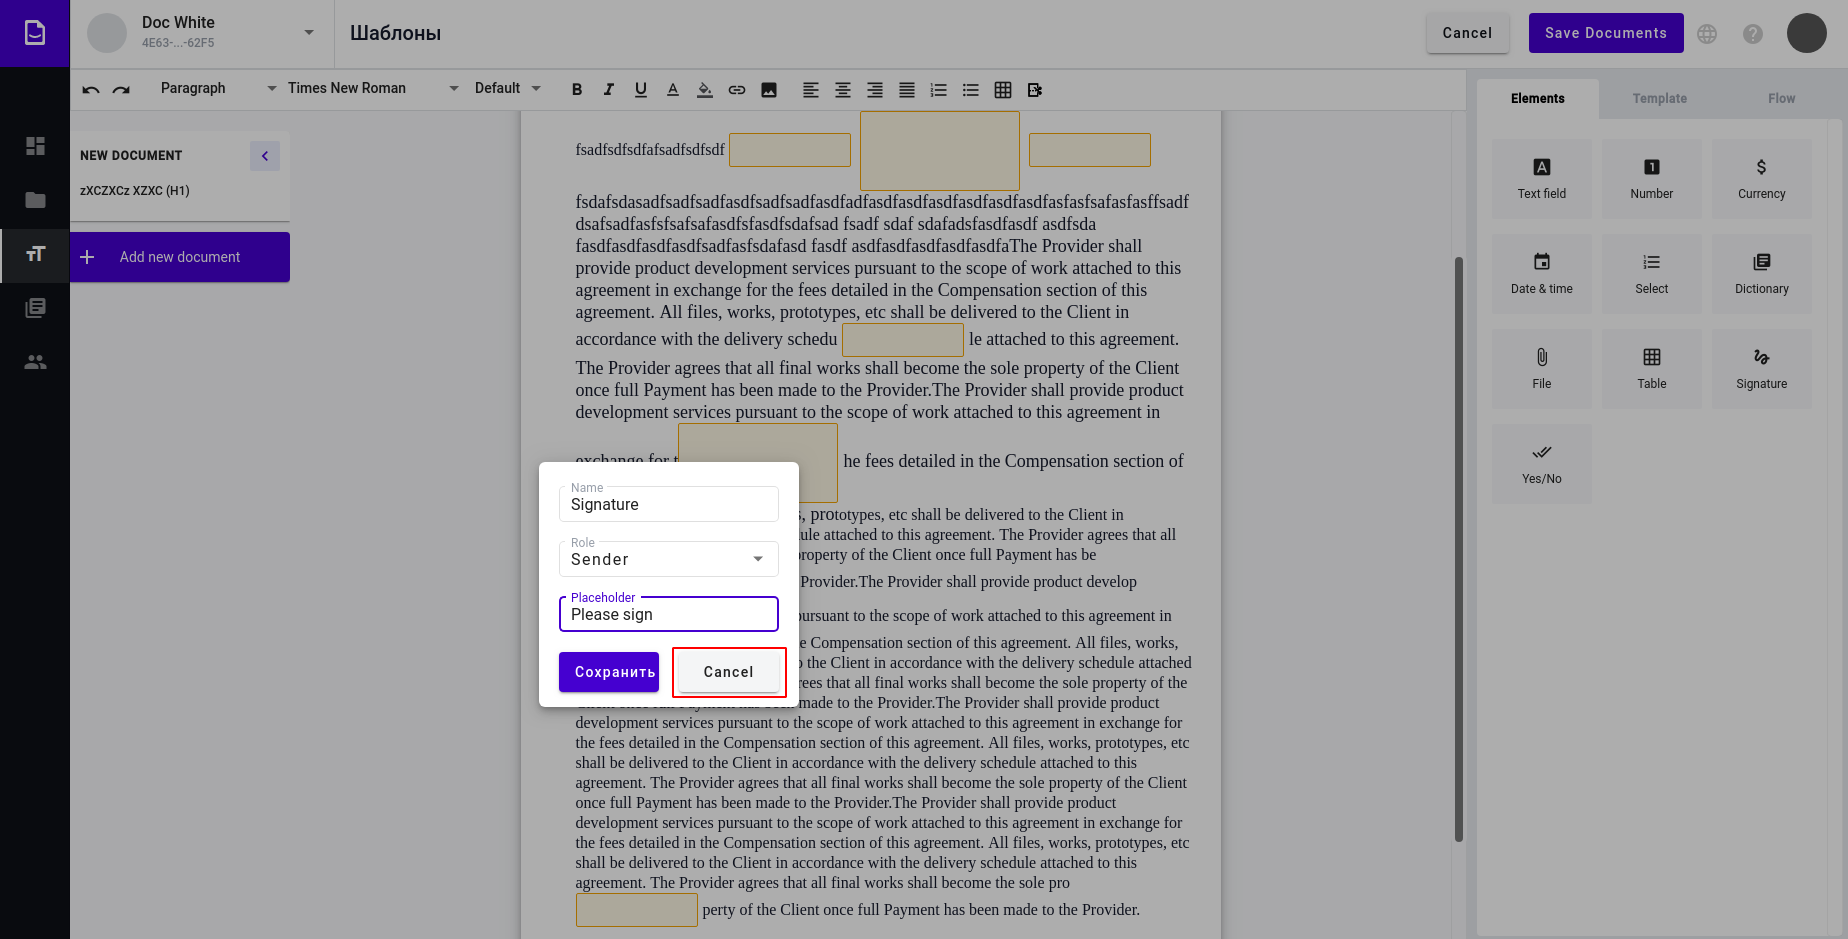 Doc White
4E63-...-62F5
Шаблоны
Cancel
Save Documents
Paragraph
Times New Roman
Default
Elements
Template
Flow
NEW DOCUMENT
zXCZXCz XZXC (H1)
Add new document
fsadfsdfsdfafsadfsdfsdf
fsdafsdasadfsadfsadfasdfsadfsadfasdfadfasdfasdfasdfasdfasdfasfasfsafasfasffsadf
dsafsadfasfsfsafsafasdfsfasdfsdafsad fsadf sdaf sdafadsfasdfasdf asdfsda
fasdfasdfasdfasdfsadfasfsdafasd fasdf asdfasdfasdfasdfasdfaThe Provider shall
provide product development services pursuant to the scope of work attached to this
agreement in exchange for the fees detailed in the Compensation section of this
agreement. All files, works, prototypes, etc shall be delivered to the Client in
accordance with the delivery schedu le attached to this agreement.
The Provider agrees that all final works shall become the sole property of the Client
once full Payment has been made to the Provider.The Provider shall provide product
development services pursuant to the scope of work attached to this agreement in
exchange for t he fees detailed in the Compensation section of
s, prototypes, etc shall be delivered to the Client in
ule attached to this agreement. The Provider agrees that all
property of the Client once full Payment has be
Provider.The Provider shall provide product develop
pursuant to the scope of work attached to this agreement in
e Compensation section of this agreement. All files, works,
o the Client in accordance with the delivery schedule attached
rees that all final works shall become the sole property of the
made to the Provider.The Provider shall provide product
development services pursuant to the scope of work attached to this agreement in exchange for
the fees detailed in the Compensation section of this agreement. All files, works, prototypes, etc
shall be delivered to the Client in accordance with the delivery schedule attached to this
agreement. The Provider agrees that all final works shall become the sole property of the Client
once full Payment has been made to the Provider.The Provider shall provide product
development services pursuant to the scope of work attached to this agreement in exchange for
the fees detailed in the Compensation section of this agreement. All files, works, prototypes, etc
shall be delivered to the Client in accordance with the delivery schedule attached to this
agreement. The Provider agrees that all final works shall become the sole pro
perty of the Client once full Payment has been made to the Provider.
Name
Signature
Role
Sender
Placeholder
Please sign
Сохранить
Cancel
Text field
Number
Currency
Date & time
Select
Dictionary
File
Table
Signature
Yes/No